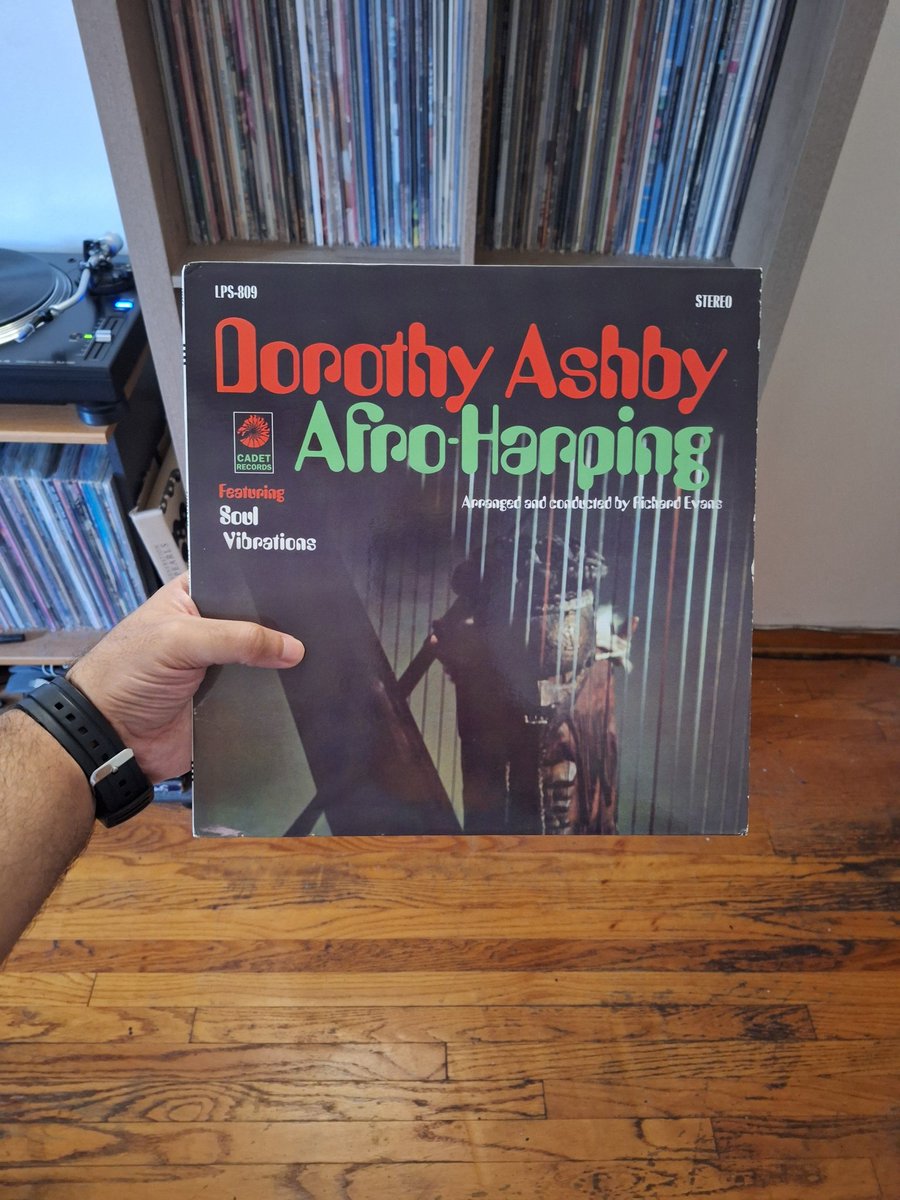 LPS-809
STEREO
Dorothy Ashby
Afro-Harping
CADET
RECORDS
Featuring
Soul
Vibrations
Arranged and conducted by Richard Evans